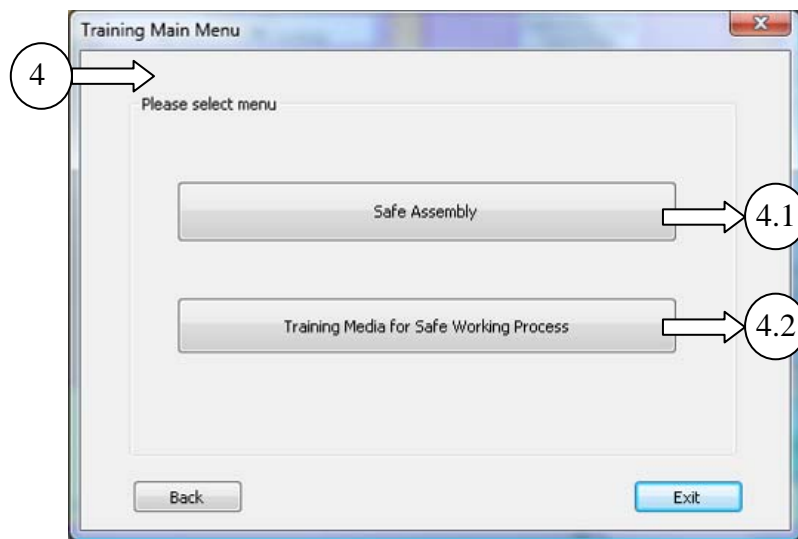 Training Main Menu
4
Please select menu
Safe Assembly
4.1
Training Media for Safe Working Process
4.2
Back
Exit